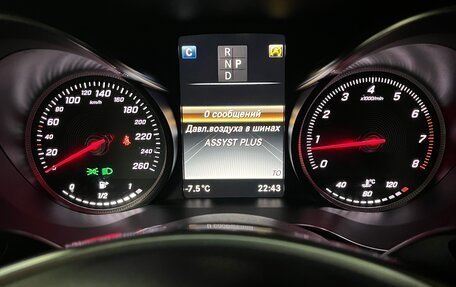 C
R
N P
D
A
120 140
100 160
80 180
60 km/h 200
40 220
20 240
0 260
0 1/2 1
О сообщений
Давл.воздуха в шинах
ASSYST PLUS
ТО
-7.5°C 22:43
4
3 5
x1000/min
2 6
1 7
0 8
40 °C 120
80